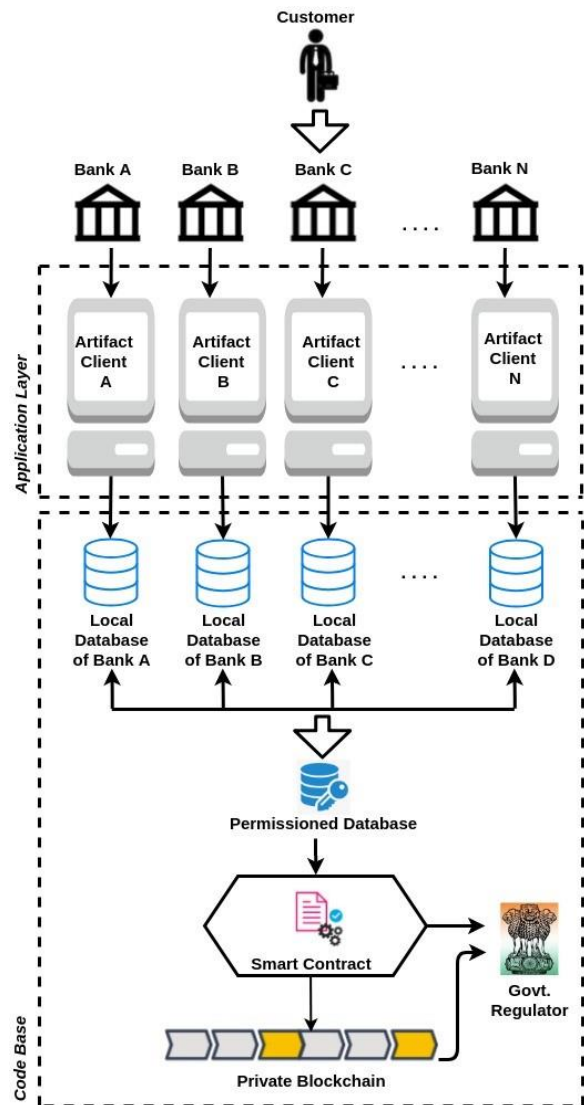 Customer
Bank A
Bank B
Bank C
Bank N
. . . .
Application Layer
Artifact
Client
A
Artifact
Client
B
Artifact
Client
C
. . . .
Artifact
Client
N
Code Base
Local
Database
of Bank A
Local
Database
of Bank B
Local
Database
of Bank C
. . . .
Local
Database
of Bank D
Permissioned Database
Smart Contract
Govt.
Regulator
Private Blockchain